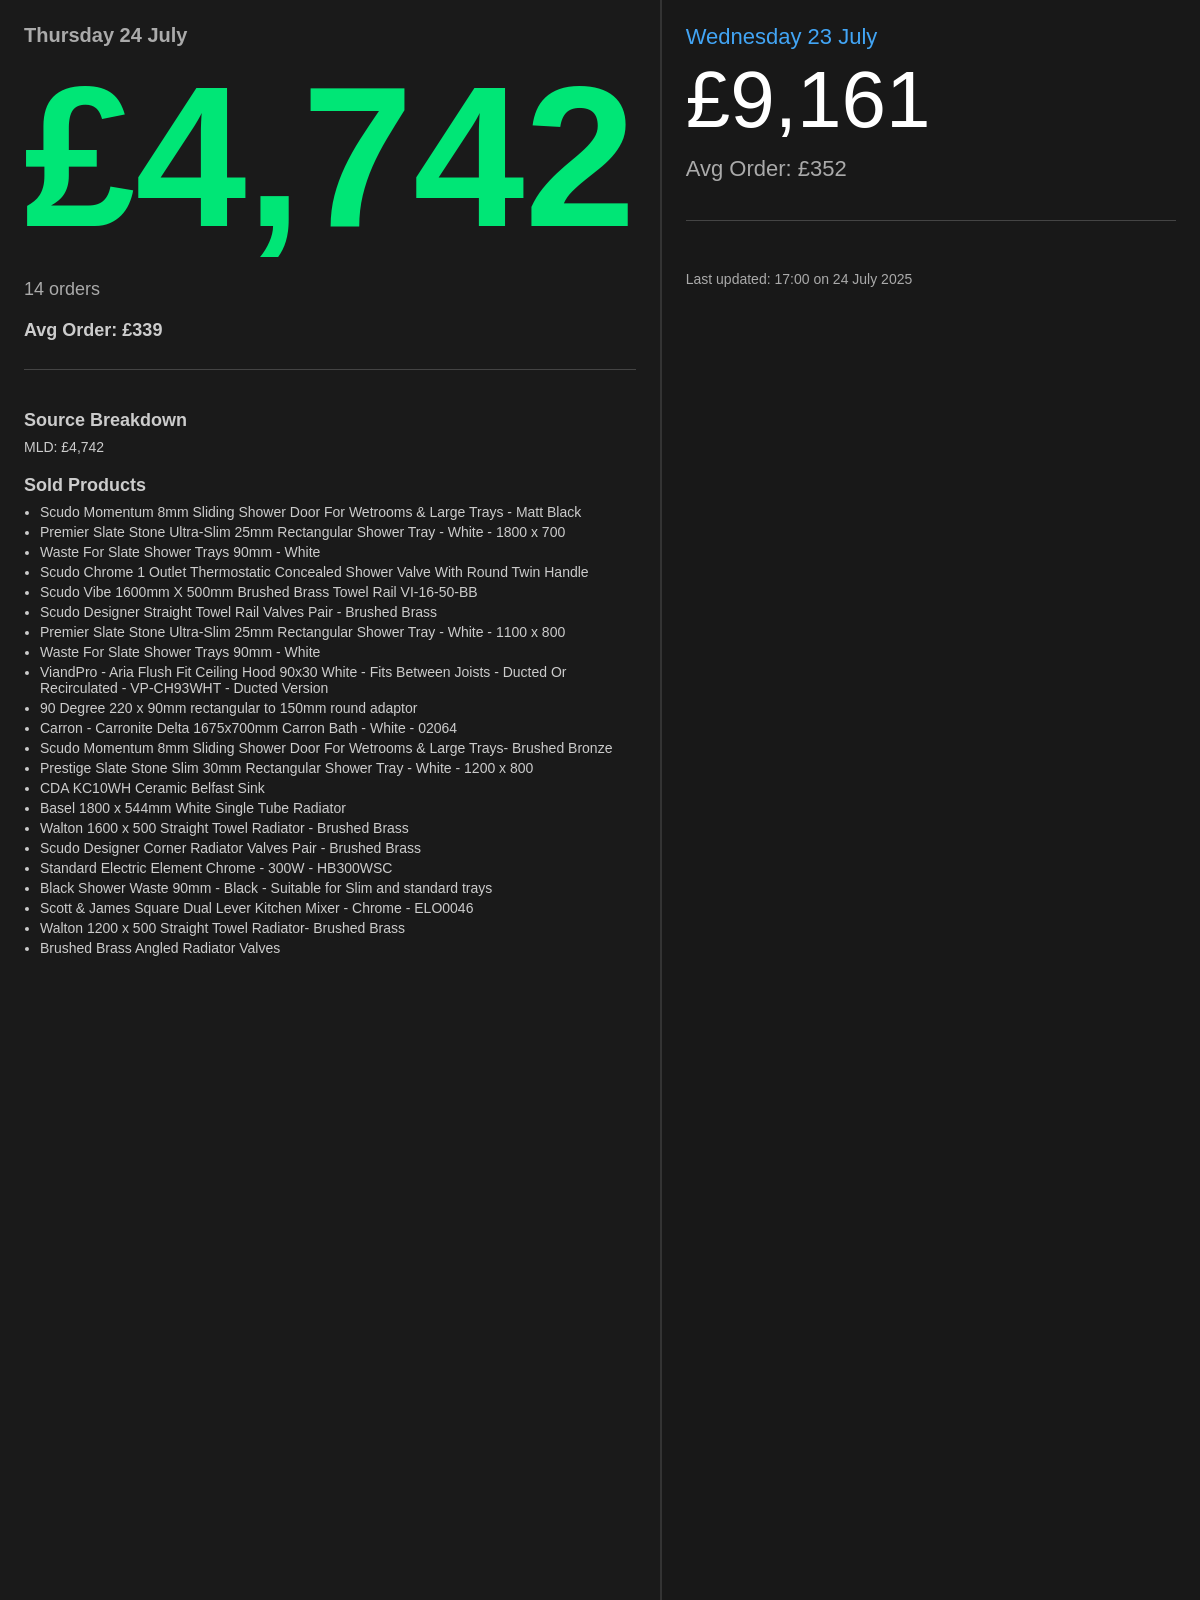 Thursday 24 July
£4,742
14 orders
Avg Order: £339
Source Breakdown
MLD: £4,742
Sold Products
• Scudo Momentum 8mm Sliding Shower Door For Wetrooms & Large Trays - Matt Black
• Premier Slate Stone Ultra-Slim 25mm Rectangular Shower Tray - White - 1800 x 700
• Waste For Slate Shower Trays 90mm - White
• Scudo Chrome 1 Outlet Thermostatic Concealed Shower Valve With Round Twin Handle
• Scudo Vibe 1600mm X 500mm Brushed Brass Towel Rail VI-16-50-BB
• Scudo Designer Straight Towel Rail Valves Pair - Brushed Brass
• Premier Slate Stone Ultra-Slim 25mm Rectangular Shower Tray - White - 1100 x 800
• Waste For Slate Shower Trays 90mm - White
• ViandPro - Aria Flush Fit Ceiling Hood 90x30 White - Fits Between Joists - Ducted Or
Recirculated - VP-CH93WHT - Ducted Version
• 90 Degree 220 x 90mm rectangular to 150mm round adaptor
• Carron - Carronite Delta 1675x700mm Carron Bath - White - 02064
• Scudo Momentum 8mm Sliding Shower Door For Wetrooms & Large Trays- Brushed Bronze
• Prestige Slate Stone Slim 30mm Rectangular Shower Tray - White - 1200 x 800
• CDA KC10WH Ceramic Belfast Sink
• Basel 1800 x 544mm White Single Tube Radiator
• Walton 1600 x 500 Straight Towel Radiator - Brushed Brass
• Scudo Designer Corner Radiator Valves Pair - Brushed Brass
• Standard Electric Element Chrome - 300W - HB300WSC
• Black Shower Waste 90mm - Black - Suitable for Slim and standard trays
• Scott & James Square Dual Lever Kitchen Mixer - Chrome - ELO0046
• Walton 1200 x 500 Straight Towel Radiator- Brushed Brass
• Brushed Brass Angled Radiator Valves
Wednesday 23 July
£9,161
Avg Order: £352
Last updated: 17:00 on 24 July 2025